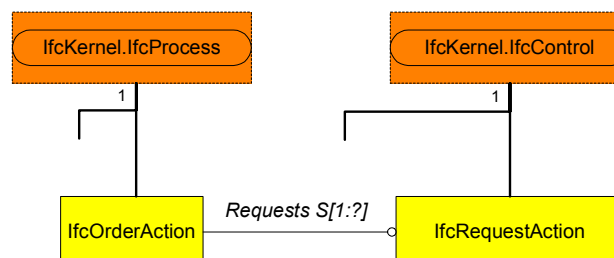 IfcKernel.IfcProcess
IfcKernel.IfcControl
1
1
Requests S[1:?]
IfcOrderAction
IfcRequestAction